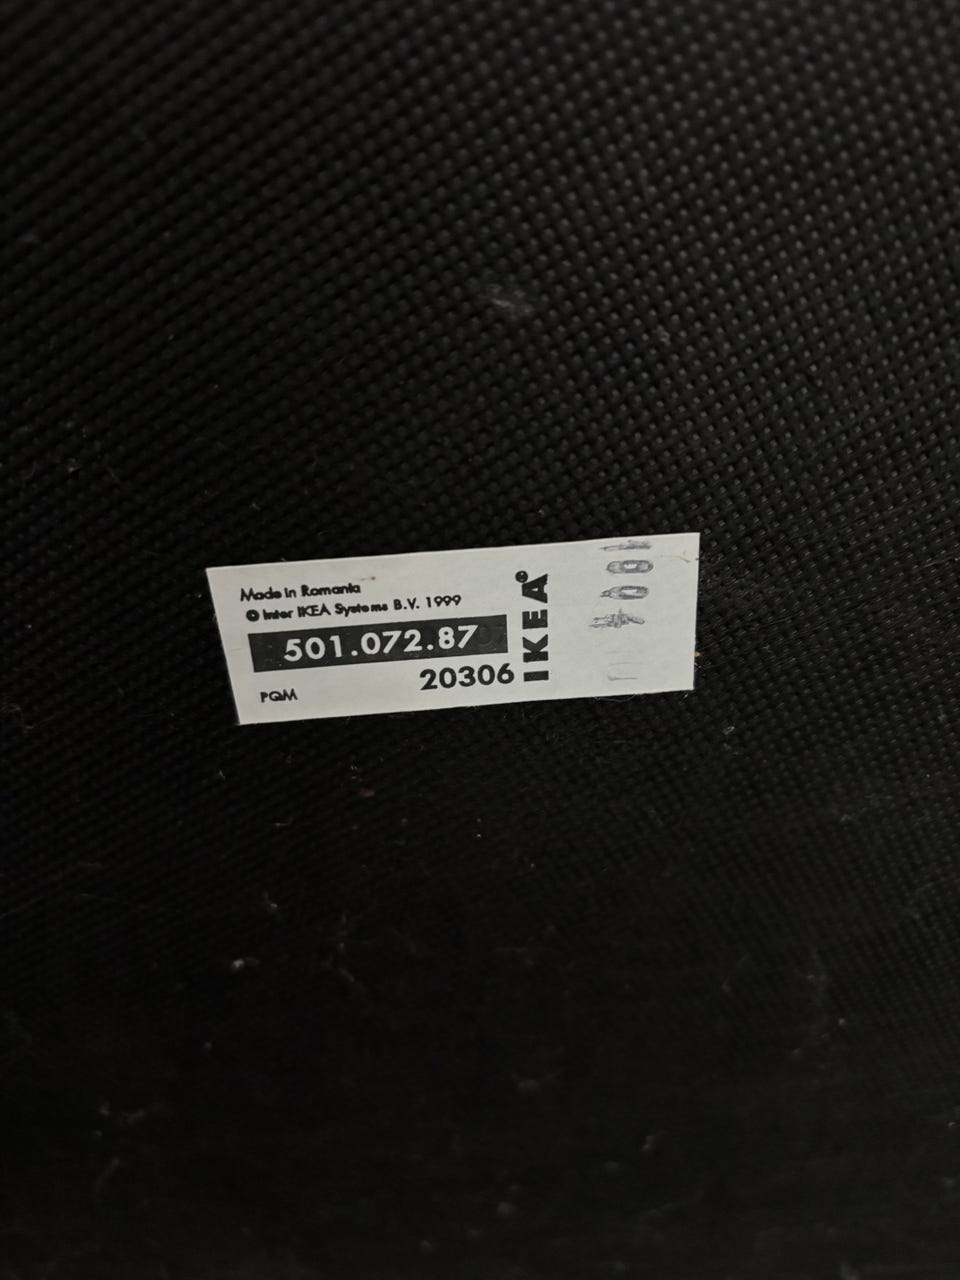 Made in Romania
© Inter IKEA Systems B.V. 1999
501.072.87
20306
PQM
IKEA®